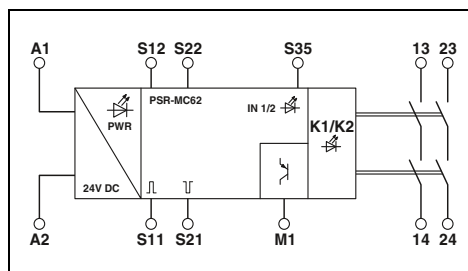 A1 S12 S22 S35 13 23
PSR-MC62
PWR IN 1/2 K1/K2
24V DC
A2 S11 S21 M1 14 24